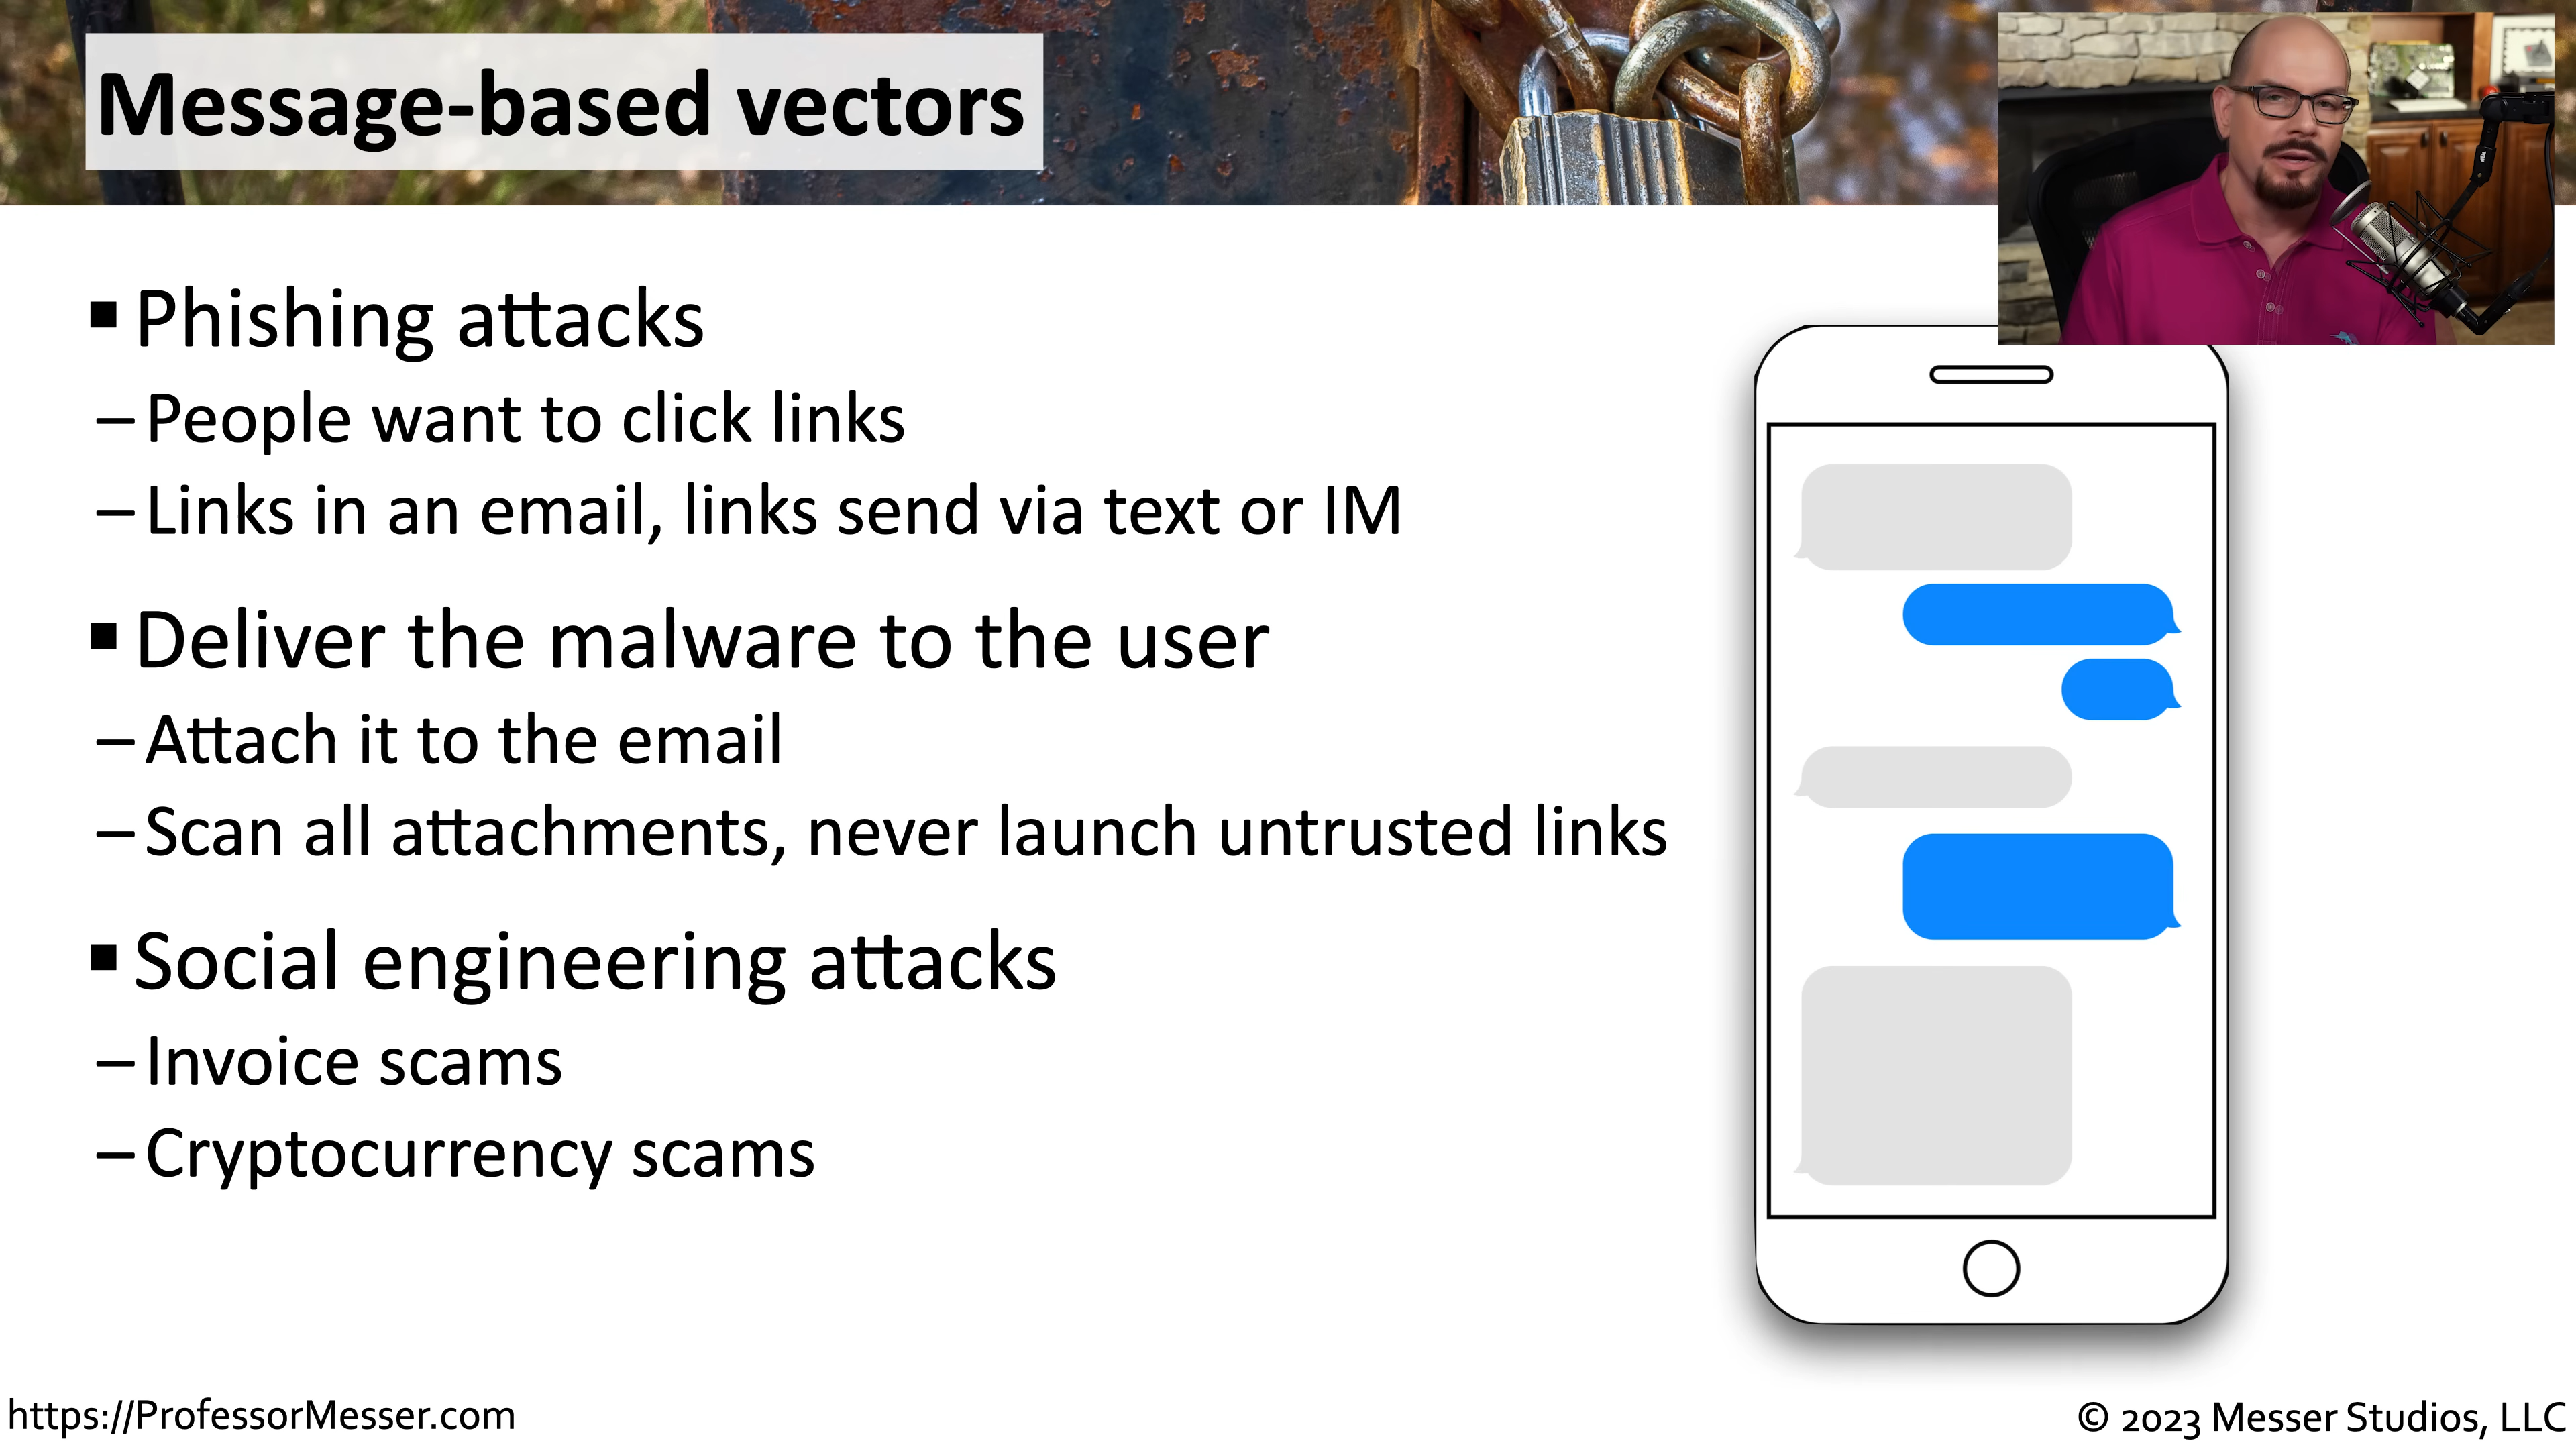 Message-based vectors
▪ Phishing attacks
– People want to click links
– Links in an email, links send via text or IM
▪ Deliver the malware to the user
– Attach it to the email
– Scan all attachments, never launch untrusted links
▪ Social engineering attacks
– Invoice scams
– Cryptocurrency scams
https://ProfessorMesser.com
© 2023 Messer Studios, LLC